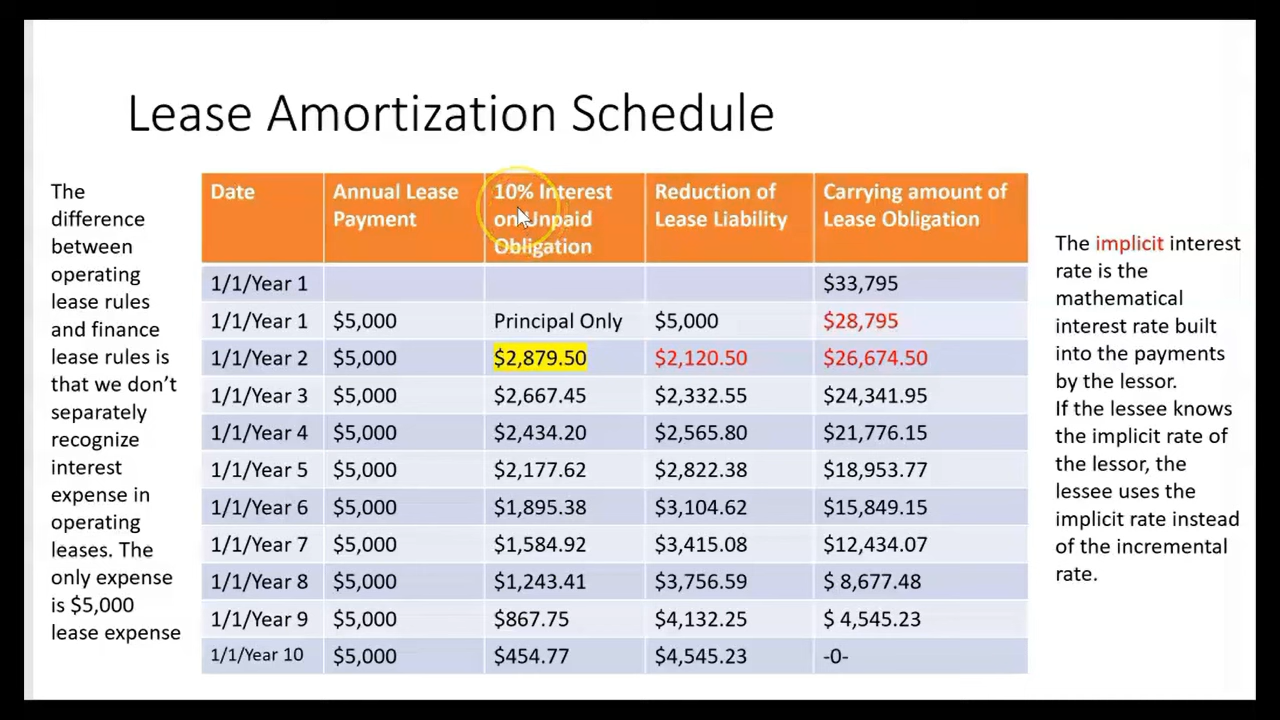 Lease Amortization Schedule
The
difference
between
operating
lease rules
and finance
lease rules is
that we don't
separately
recognize
interest
expense in
operating
leases. The
only expense
is $5,000
lease expense
Date Annual Lease Payment 10% Interest on Unpaid Obligation Reduction of Lease Liability Carrying amount of Lease Obligation
1/1/Year 1 $33,795
1/1/Year 1 $5,000 Principal Only $5,000 $28,795
1/1/Year 2 $5,000 $2,879.50 $2,120.50 $26,674.50
1/1/Year 3 $5,000 $2,667.45 $2,332.55 $24,341.95
1/1/Year 4 $5,000 $2,434.20 $2,565.80 $21,776.15
1/1/Year 5 $5,000 $2,177.62 $2,822.38 $18,953.77
1/1/Year 6 $5,000 $1,895.38 $3,104.62 $15,849.15
1/1/Year 7 $5,000 $1,584.92 $3,415.08 $12,434.07
1/1/Year 8 $5,000 $1,243.41 $3,756.59 $ 8,677.48
1/1/Year 9 $5,000 $867.75 $4,132.25 $ 4,545.23
1/1/Year 10 $5,000 $454.77 $4,545.23 -0-
The implicit interest
rate is the
mathematical
interest rate built
into the payments
by the lessor.
If the lessee knows
the implicit rate of
the lessor, the
lessee uses the
implicit rate instead
of the incremental
rate.